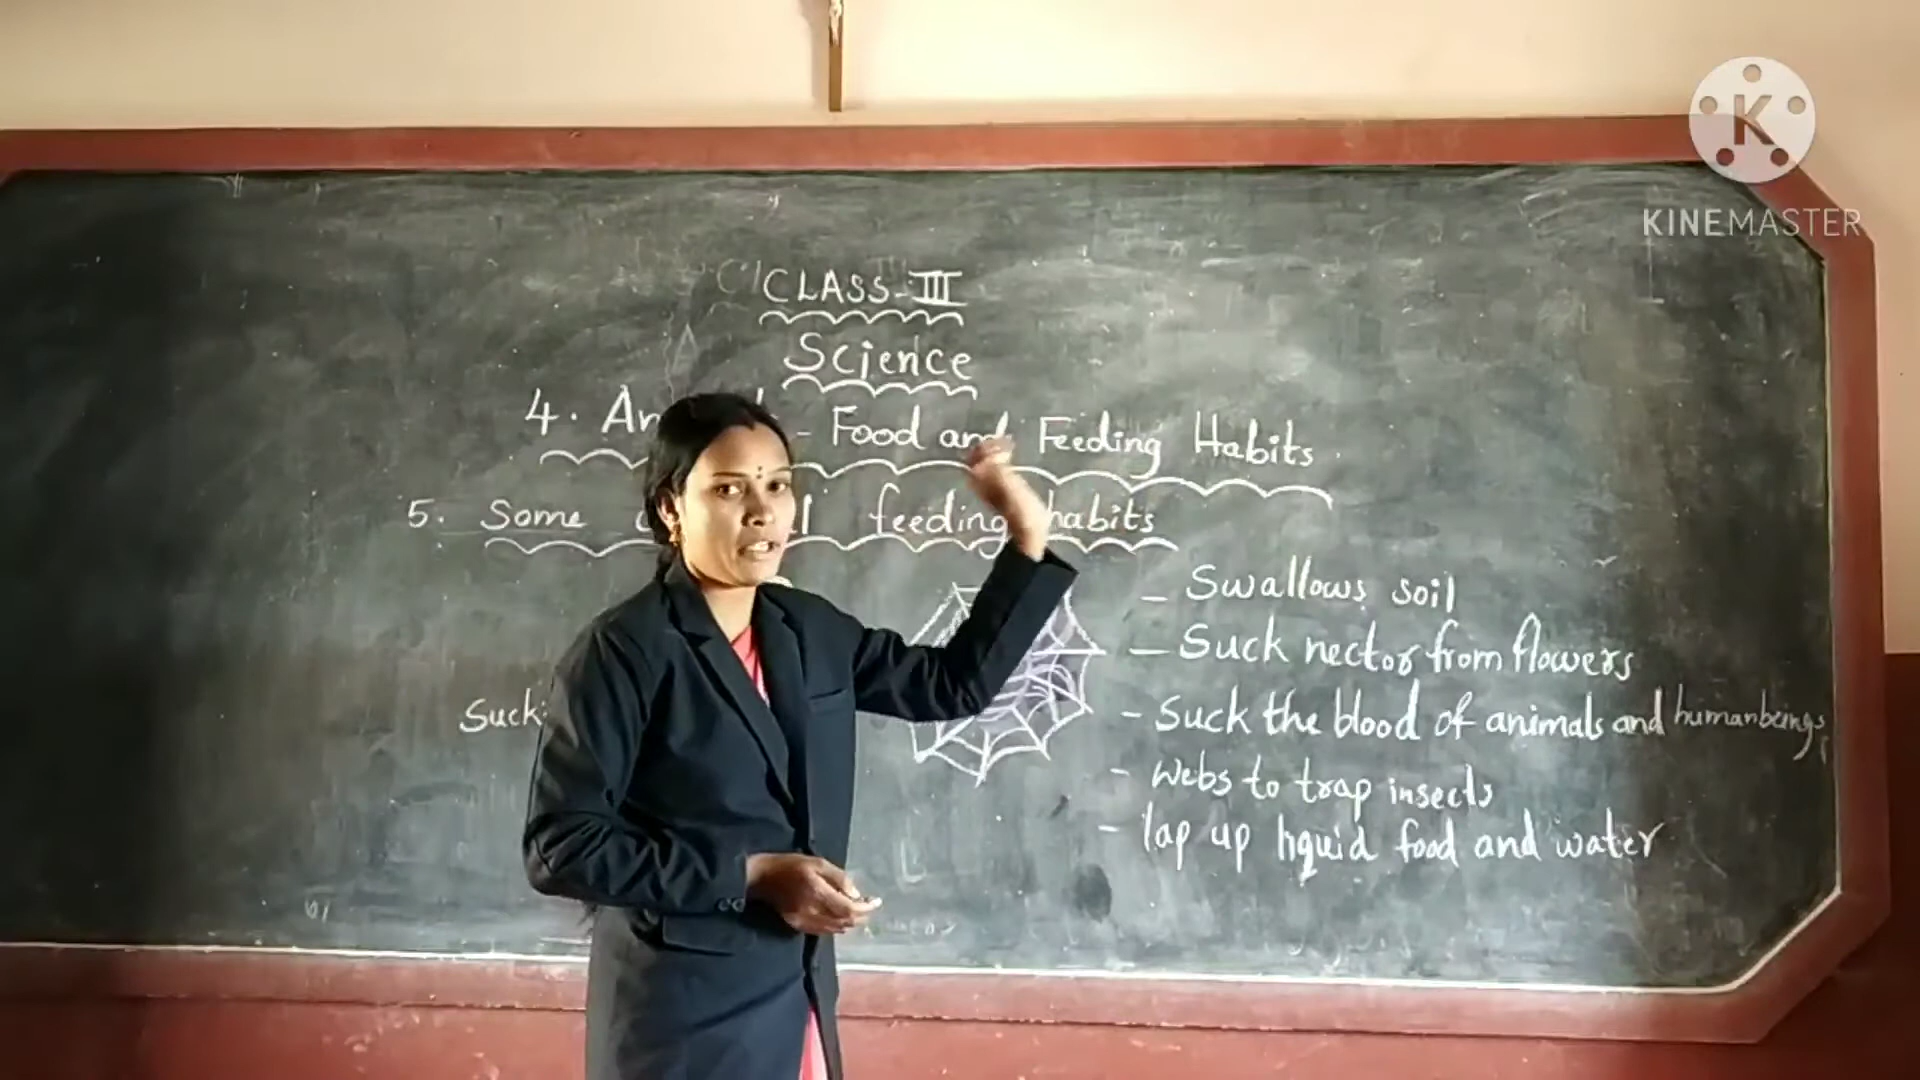 K
KINEMASTER
CLASS-III
Science
4. An - Food and Feeding Habits
5. Some feeding habits
- Swallows soil
- Suck nector from flowers
Suck
- Suck the blood of animals and humanbeings
- webs to trap insects
- lap up liquid food and water